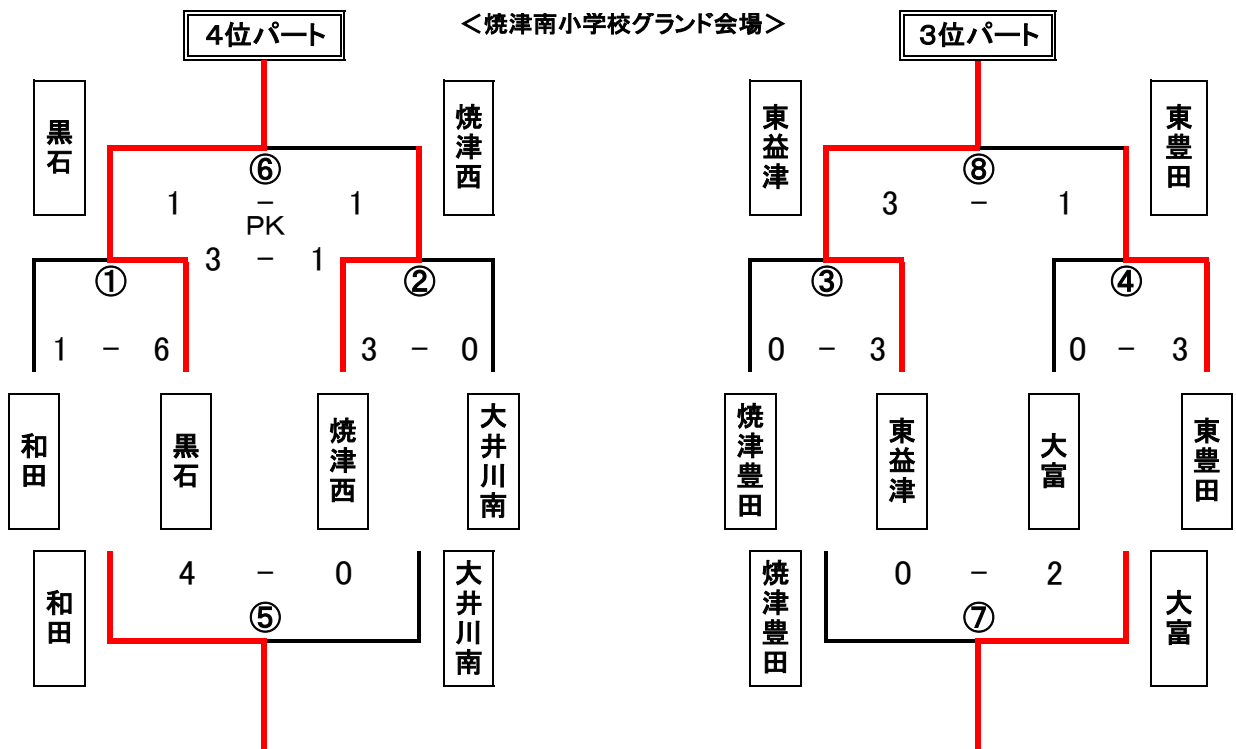 <焼津南小学校グランド会場>
4位パート
黒石
焼津西
⑥
1 - 1
PK
3 - 1
①
②
1 - 6
3 - 0
和田
黒石
焼津西
大井川南
和田
4 - 0
大井川南
⑤
3位パート
東益津
東豊田
⑧
3 - 1
③
④
0 - 3
0 - 3
焼津豊田
東益津
大富
東豊田
焼津豊田
0 - 2
大富
⑦